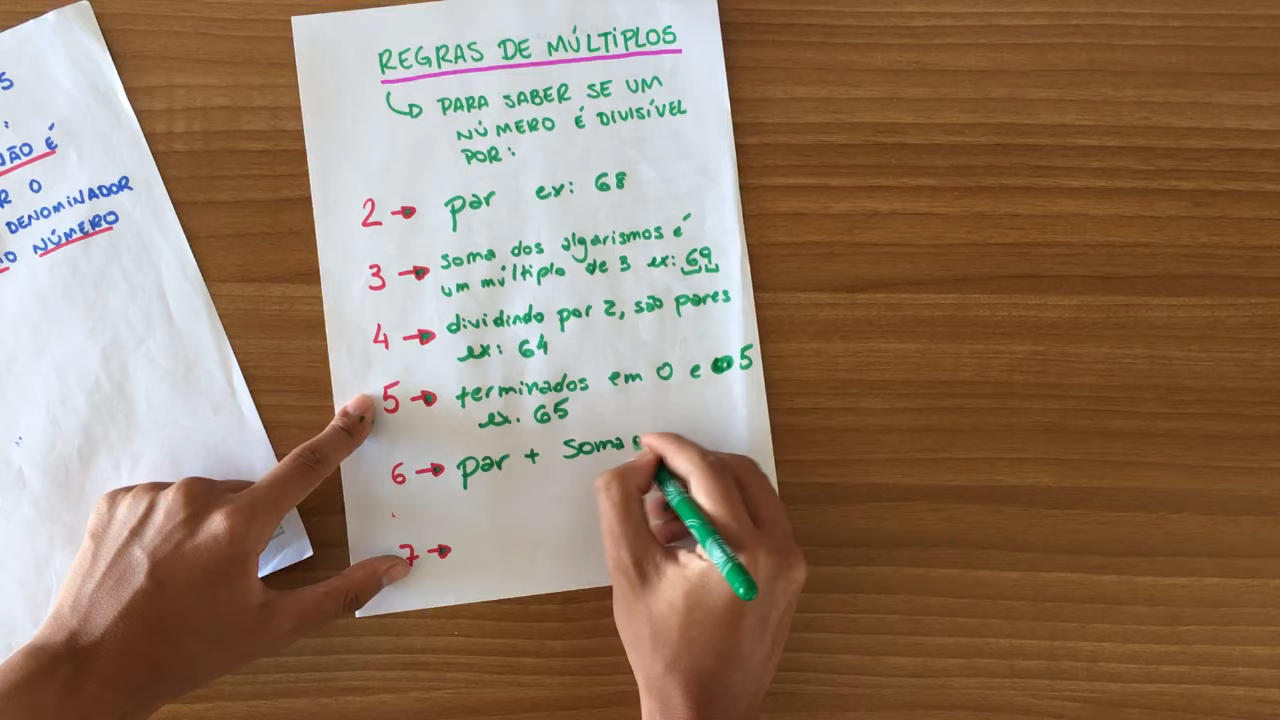 S
NÃO É
R O
DENOMINADOR
NÚMERO
REGRAS DE MÚLTIPLOS
PARA SABER SE UM
NÚMERO É DIVISÍVEL
POR:
2 → par ex: 68
3 → soma dos algarismos é
um múltiplo de 3 ex: 69
4 → dividindo por 2, são pares
ex: 64
5 → terminados em 0 e 5
ex. 65
6 → par + Soma
7 →